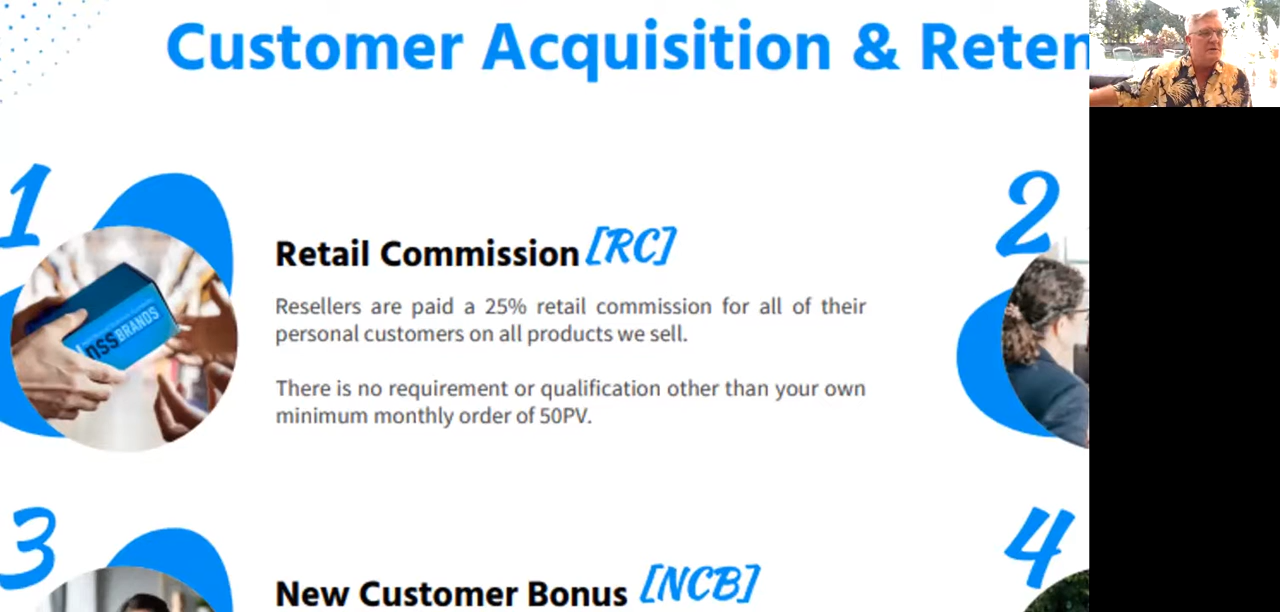 Customer Acquisition & Reten
1
2
Retail Commission [RC]
Resellers are paid a 25% retail commission for all of their
personal customers on all products we sell.
There is no requirement or qualification other than your own
minimum monthly order of 50PV.
BRANDS
3
4
New Customer Bonus [NCB]